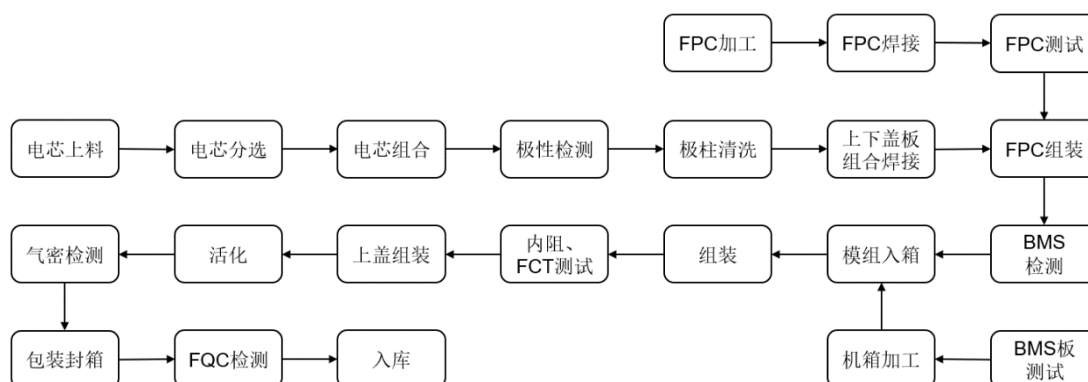 FPC加工
FPC焊接
FPC测试
电芯上料
电芯分选
电芯组合
极性检测
极柱清洗
上下盖板
组合焊接
FPC组装
气密检测
活化
上盖组装
内阻、
FCT测试
组装
模组入箱
BMS
检测
包装封箱
FQC检测
入库
机箱加工
BMS板
测试